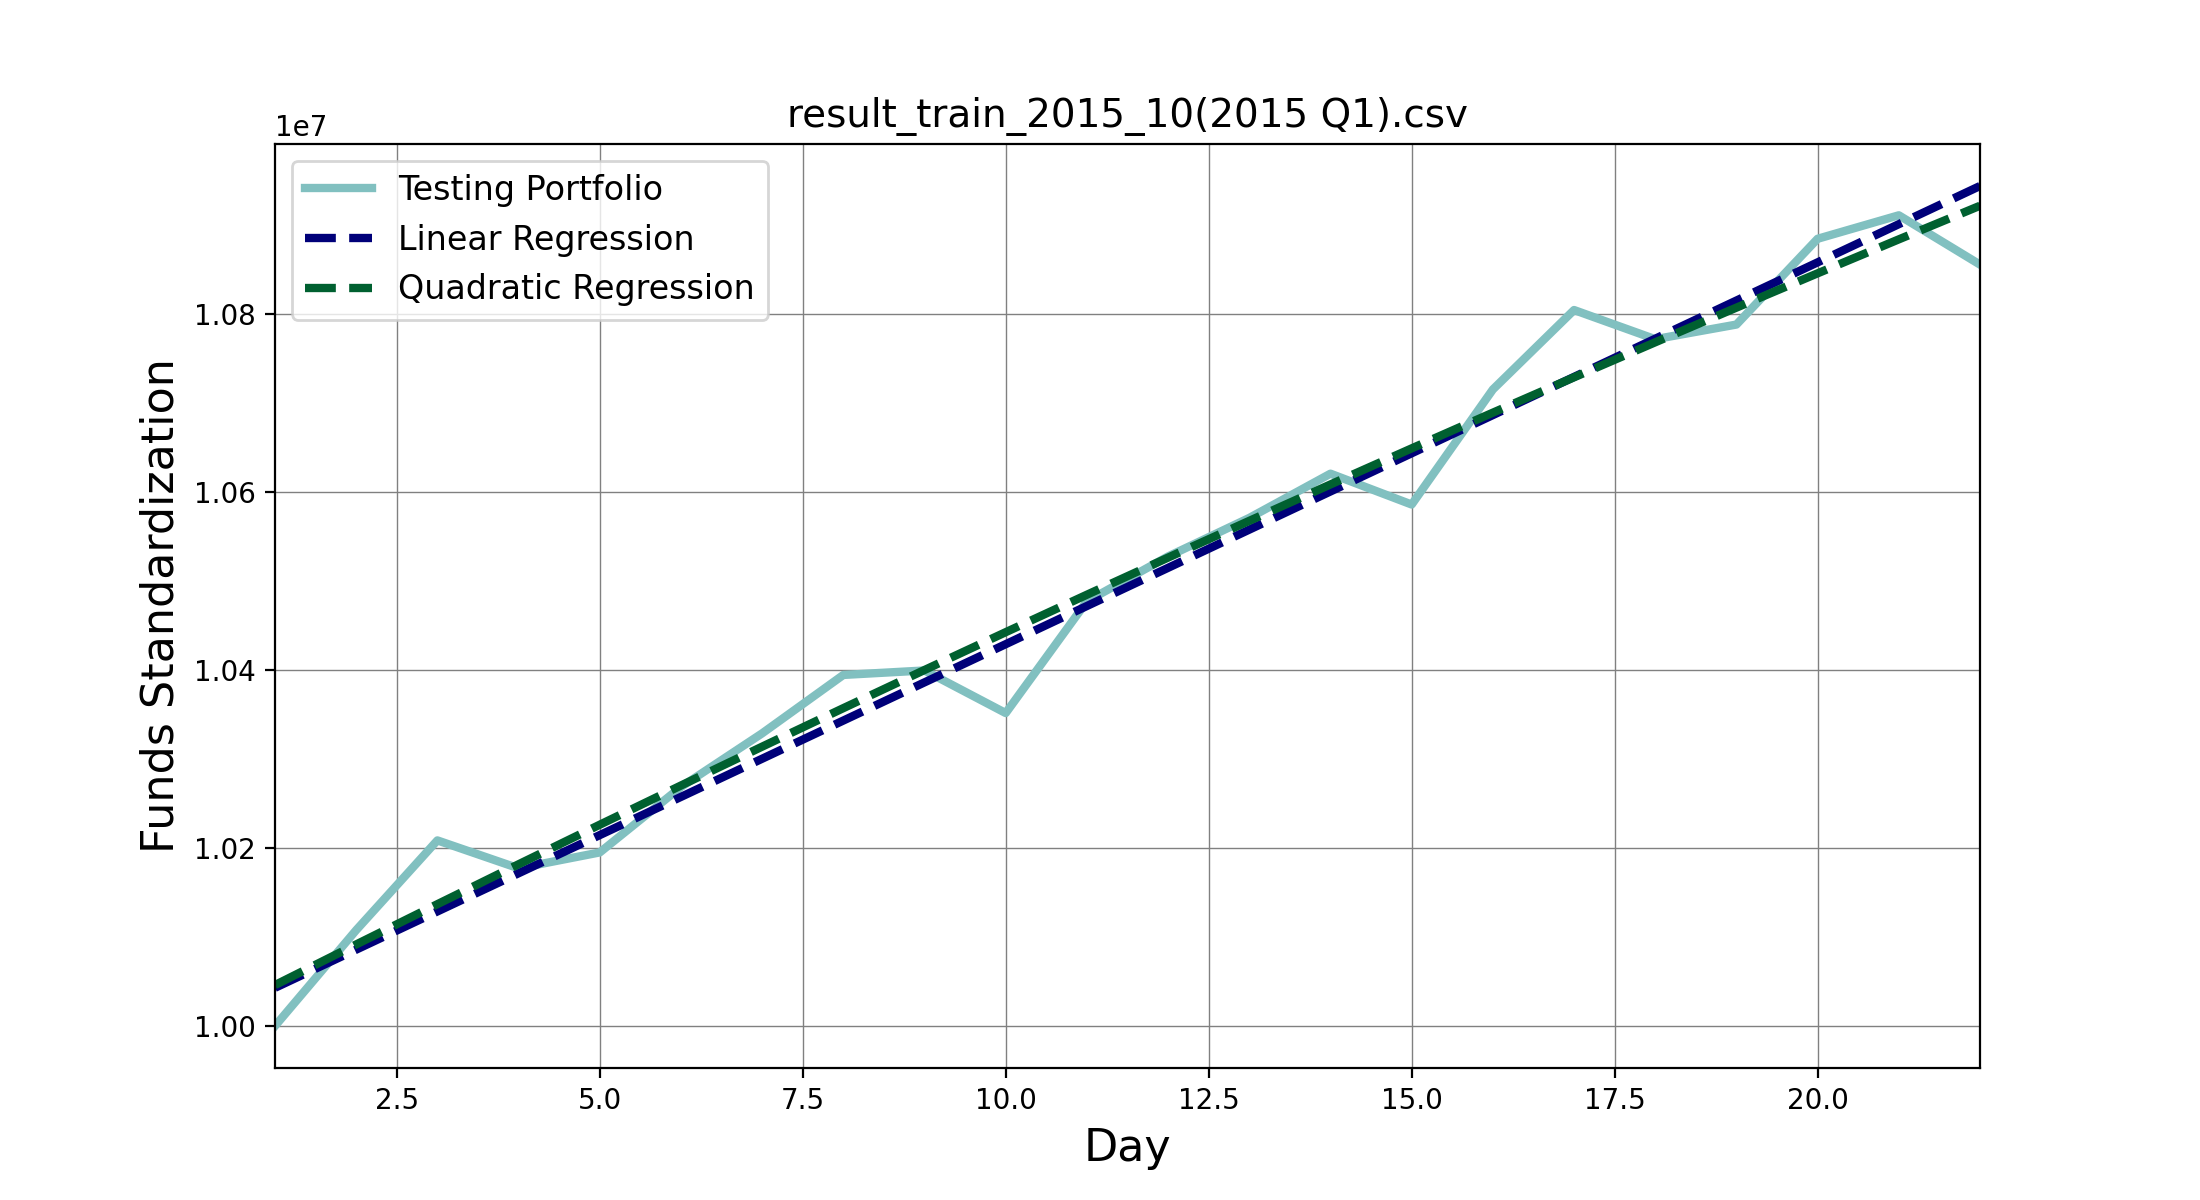 result_train_2015_10(2015 Q1).csv
1e7
Testing Portfolio
Linear Regression
Quadratic Regression
1.08
1.06
1.04
1.02
1.00
Funds Standardization
2.5 5.0 7.5 10.0 12.5 15.0 17.5 20.0
Day